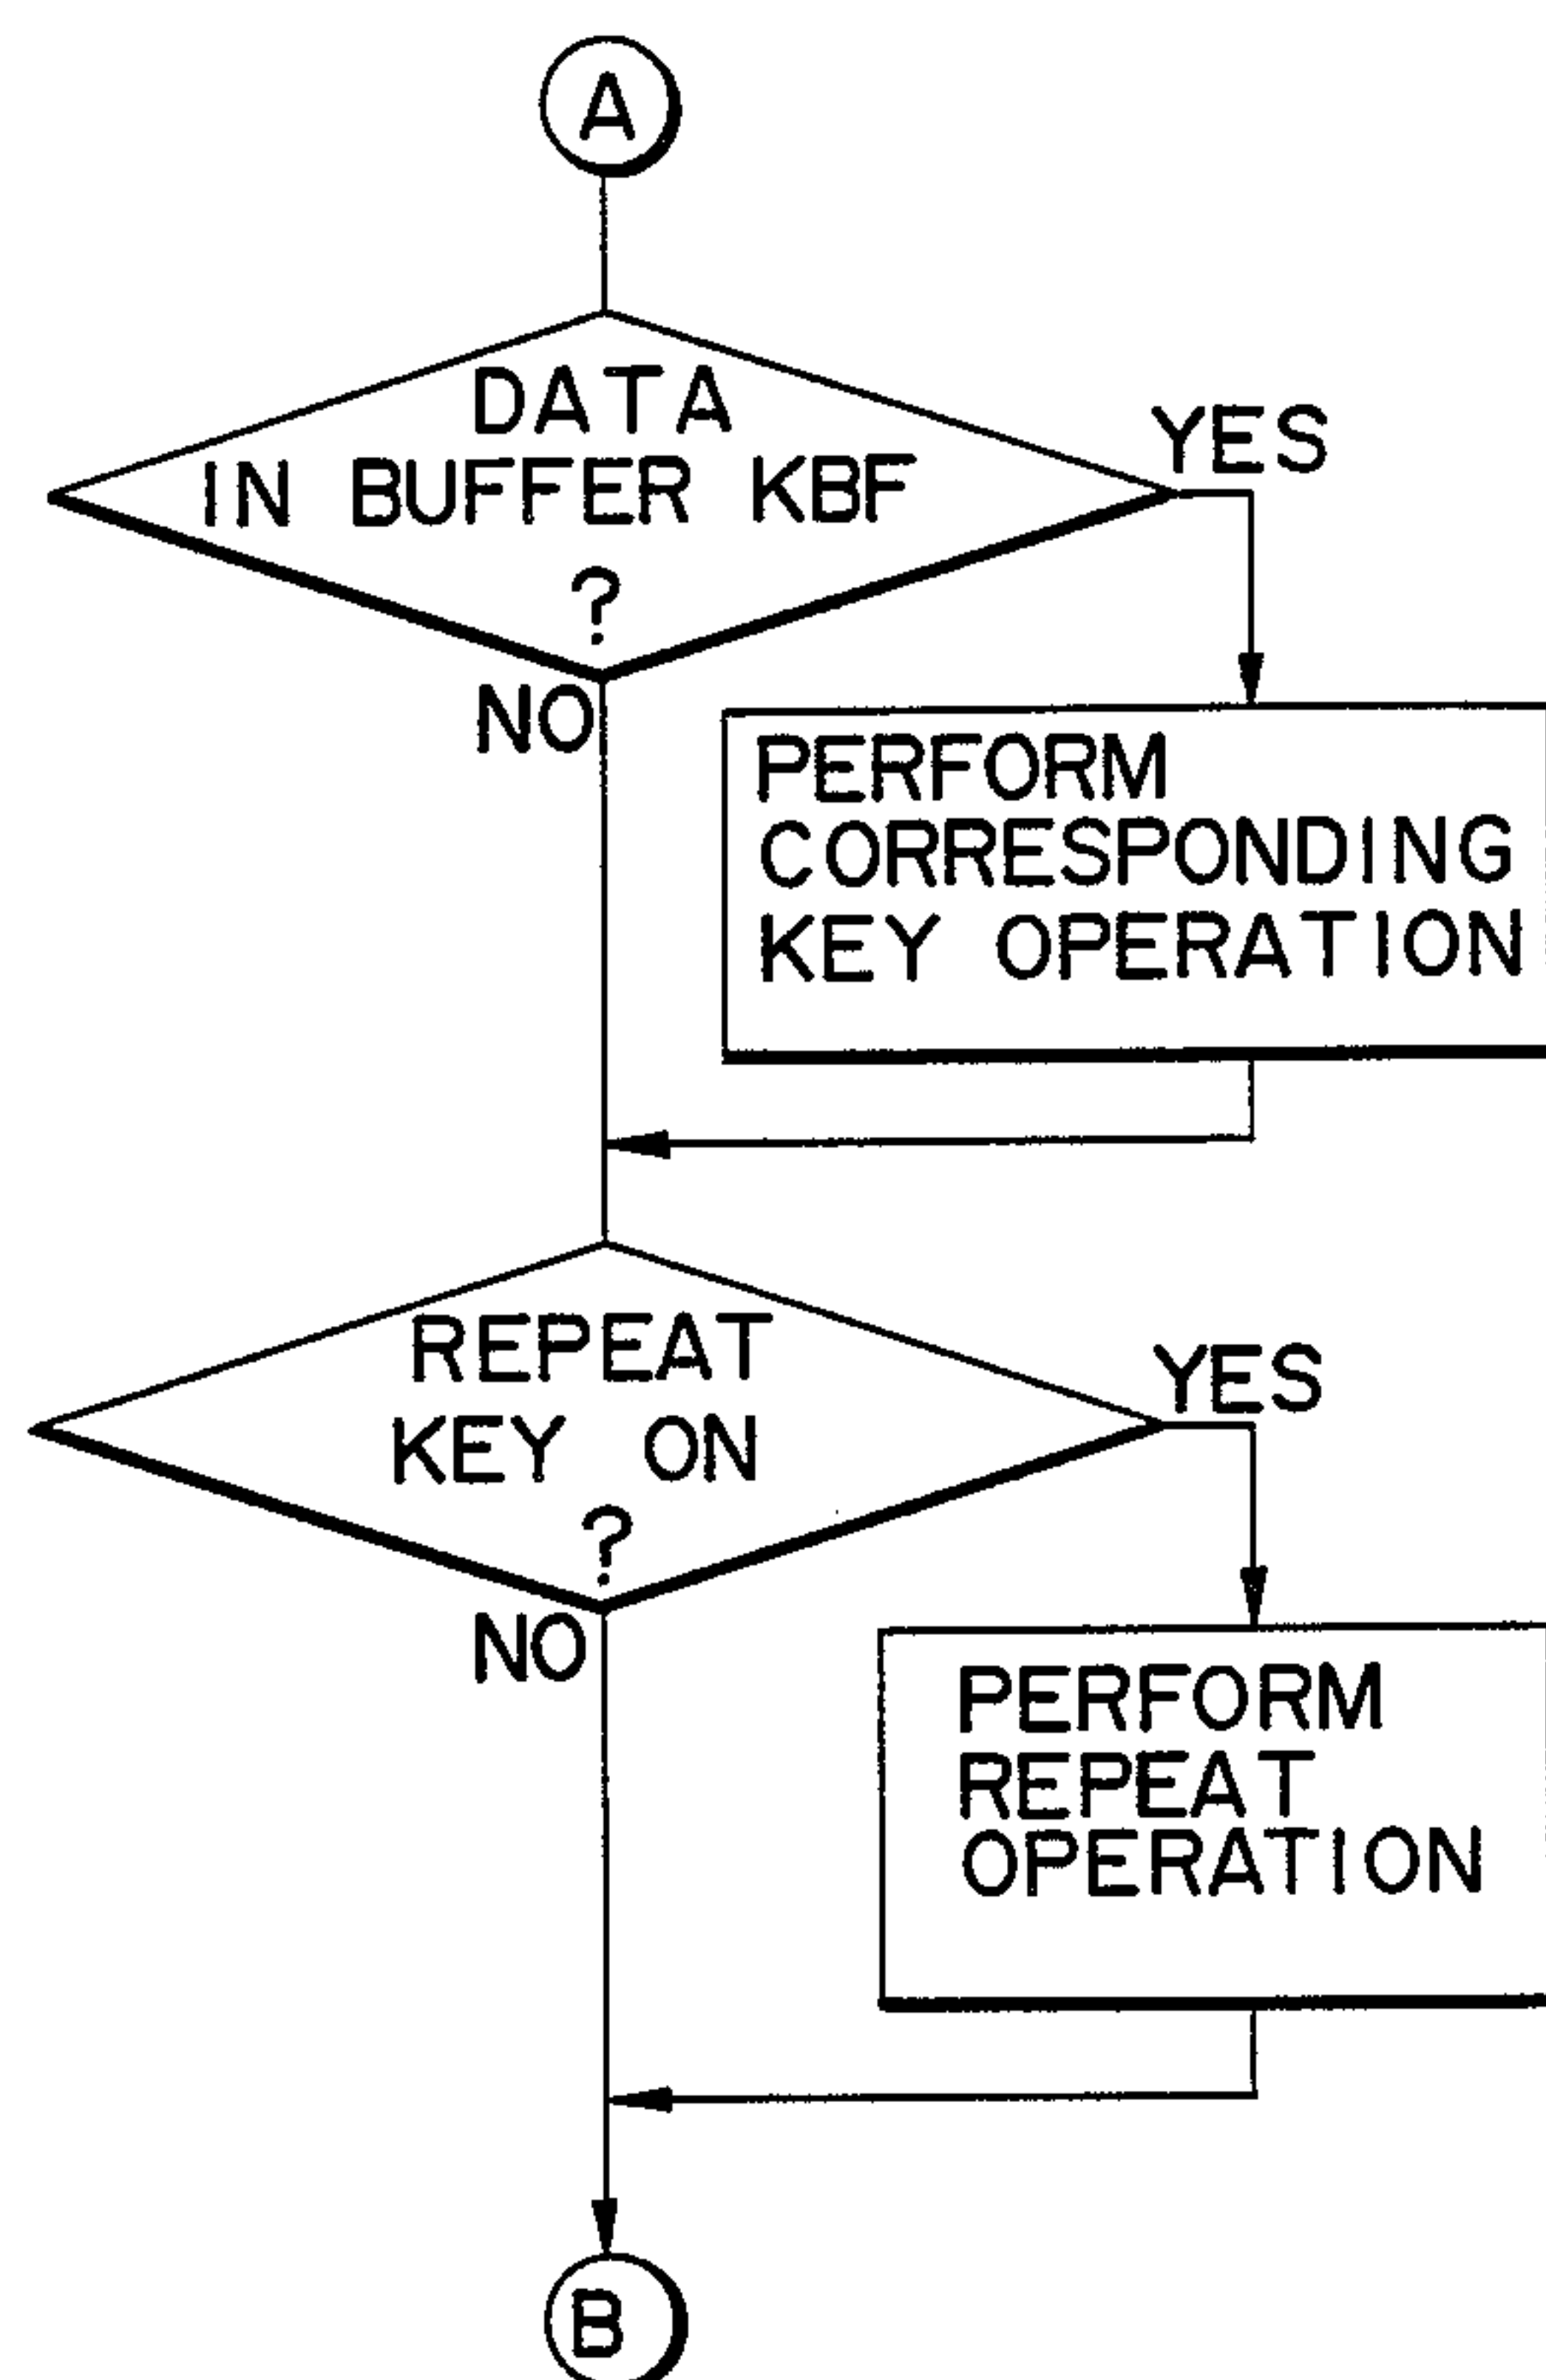 A
DATA
IN BUFFER KBF
?
YES
NO
PERFORM
CORRESPONDING
KEY OPERATION
REPEAT
KEY ON
?
YES
NO
PERFORM
REPEAT
OPERATION
B